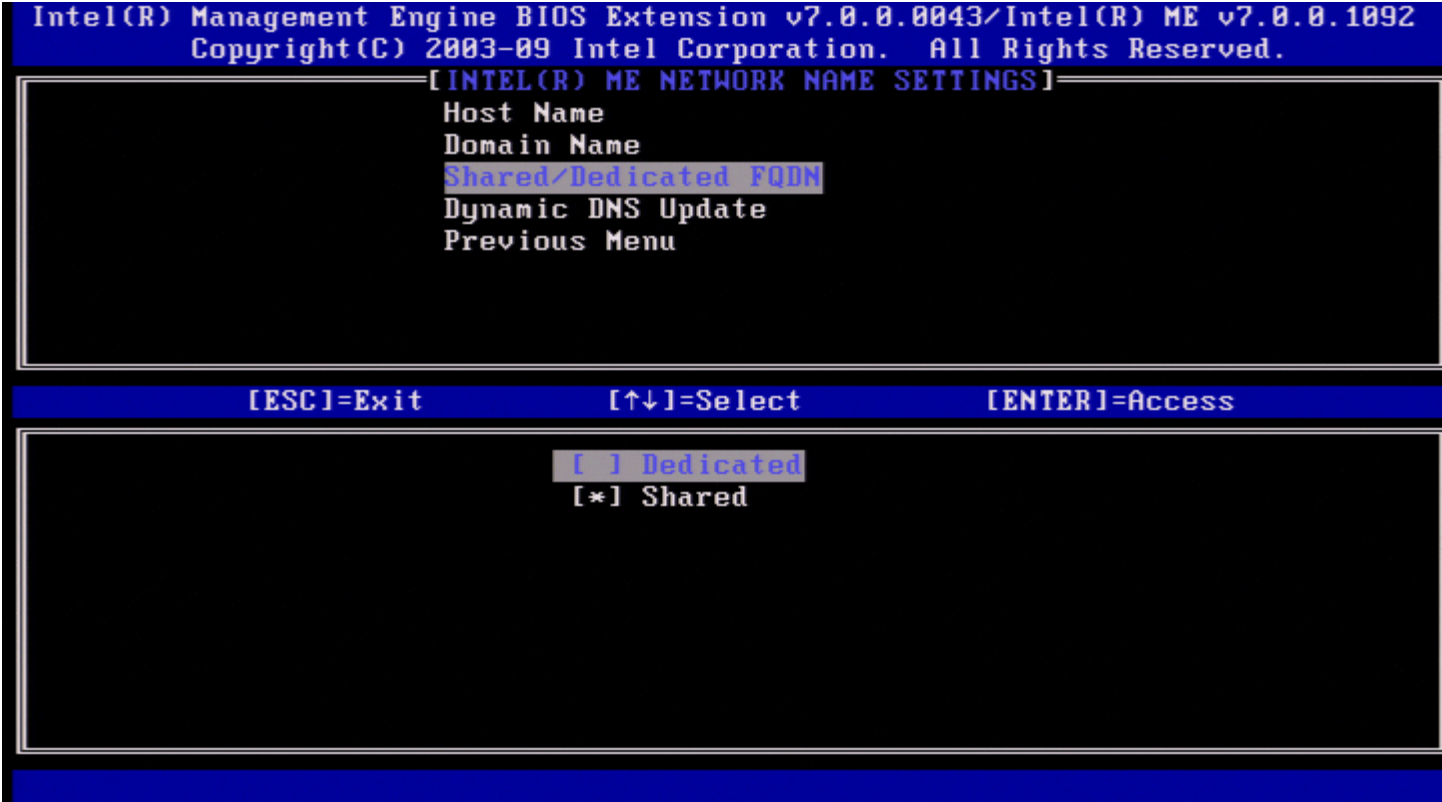 Intel(R) Management Engine BIOS Extension v7.0.0.0043/Intel(R) ME v7.0.0.1092
Copyright(C) 2003-09 Intel Corporation. All Rights Reserved.
[INTEL(R) ME NETWORK NAME SETTINGS]
Host Name
Domain Name
Shared/Dedicated FQDN
Dynamic DNS Update
Previous Menu
[ESC]=Exit [↑↓]=Select [ENTER]=Access
[ ] Dedicated
[*] Shared